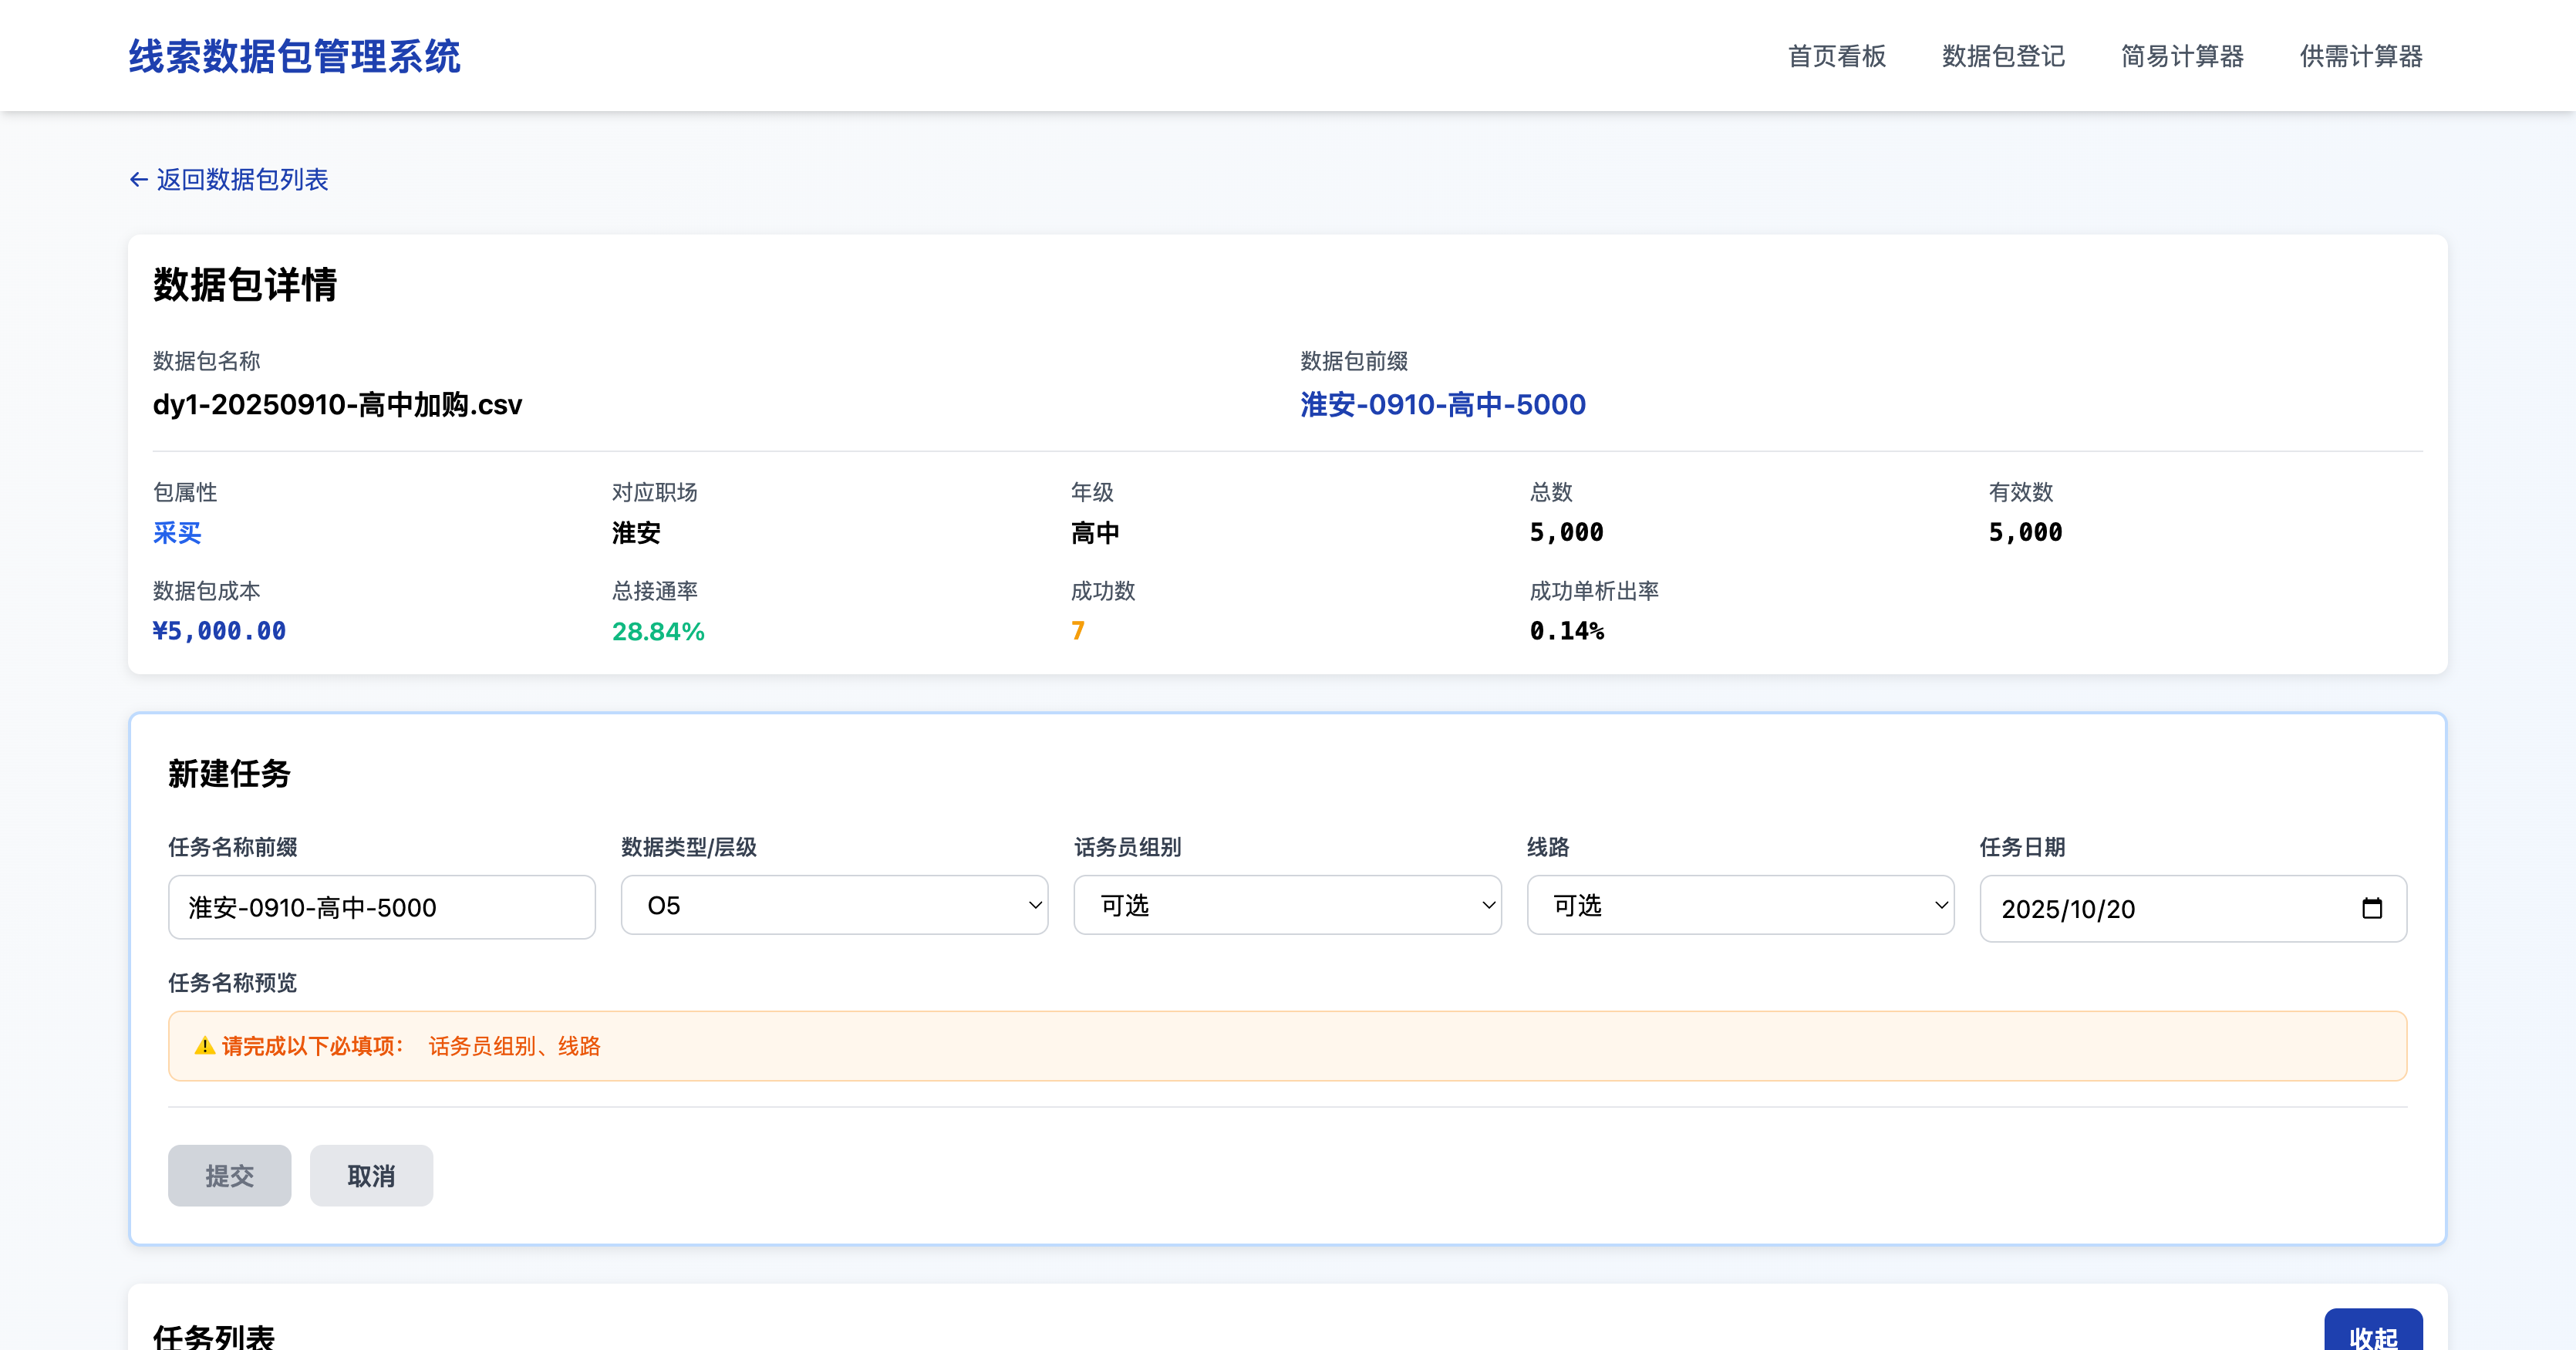 线索数据包管理系统
首页看板 数据包登记 简易计算器 供需计算器
← 返回数据包列表
数据包详情
数据包名称 数据包前缀
dy1-20250910-高中加购.csv 淮安-0910-高中-5000
包属性 对应职场 年级 总数 有效数
采买 淮安 高中 5,000 5,000
数据包成本 总接通率 成功数 成功单析出率
¥5,000.00 28.84% 7 0.14%
新建任务
任务名称前缀 数据类型/层级 话务员组别 线路 任务日期
淮安-0910-高中-5000 O5 可选 可选 2025/10/20
任务名称预览
⚠️ 请完成以下必填项： 话务员组别、线路
提交 取消
任务列表 收起